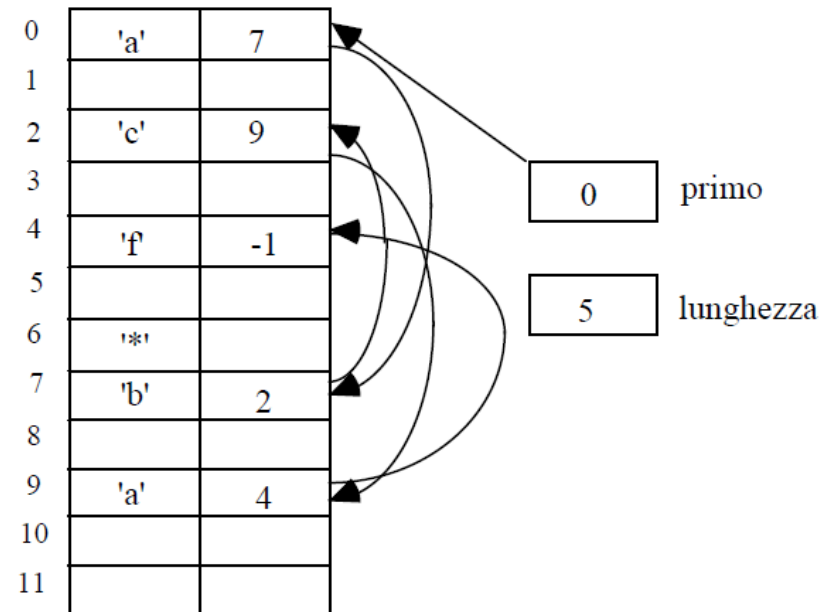 0 'a' 7
1
2 'c' 9
3
4 'f' -1
5
6 '*'
7 'b' 2
8
9 'a' 4
10
11
0 primo
5 lunghezza